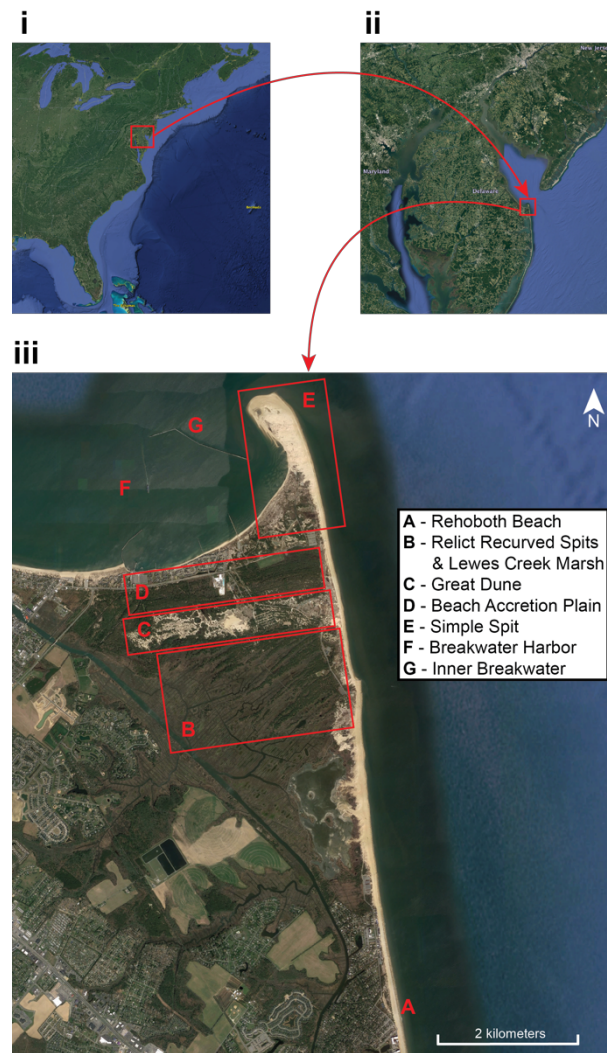 i
ii
New Jersey
Maryland
Delaware
iii
E
G
N
F
A - Rehoboth Beach
B - Relict Recurved Spits
& Lewes Creek Marsh
C - Great Dune
D - Beach Accretion Plain
E - Simple Spit
F - Breakwater Harbor
G - Inner Breakwater
D
C
B
A
2 kilometers